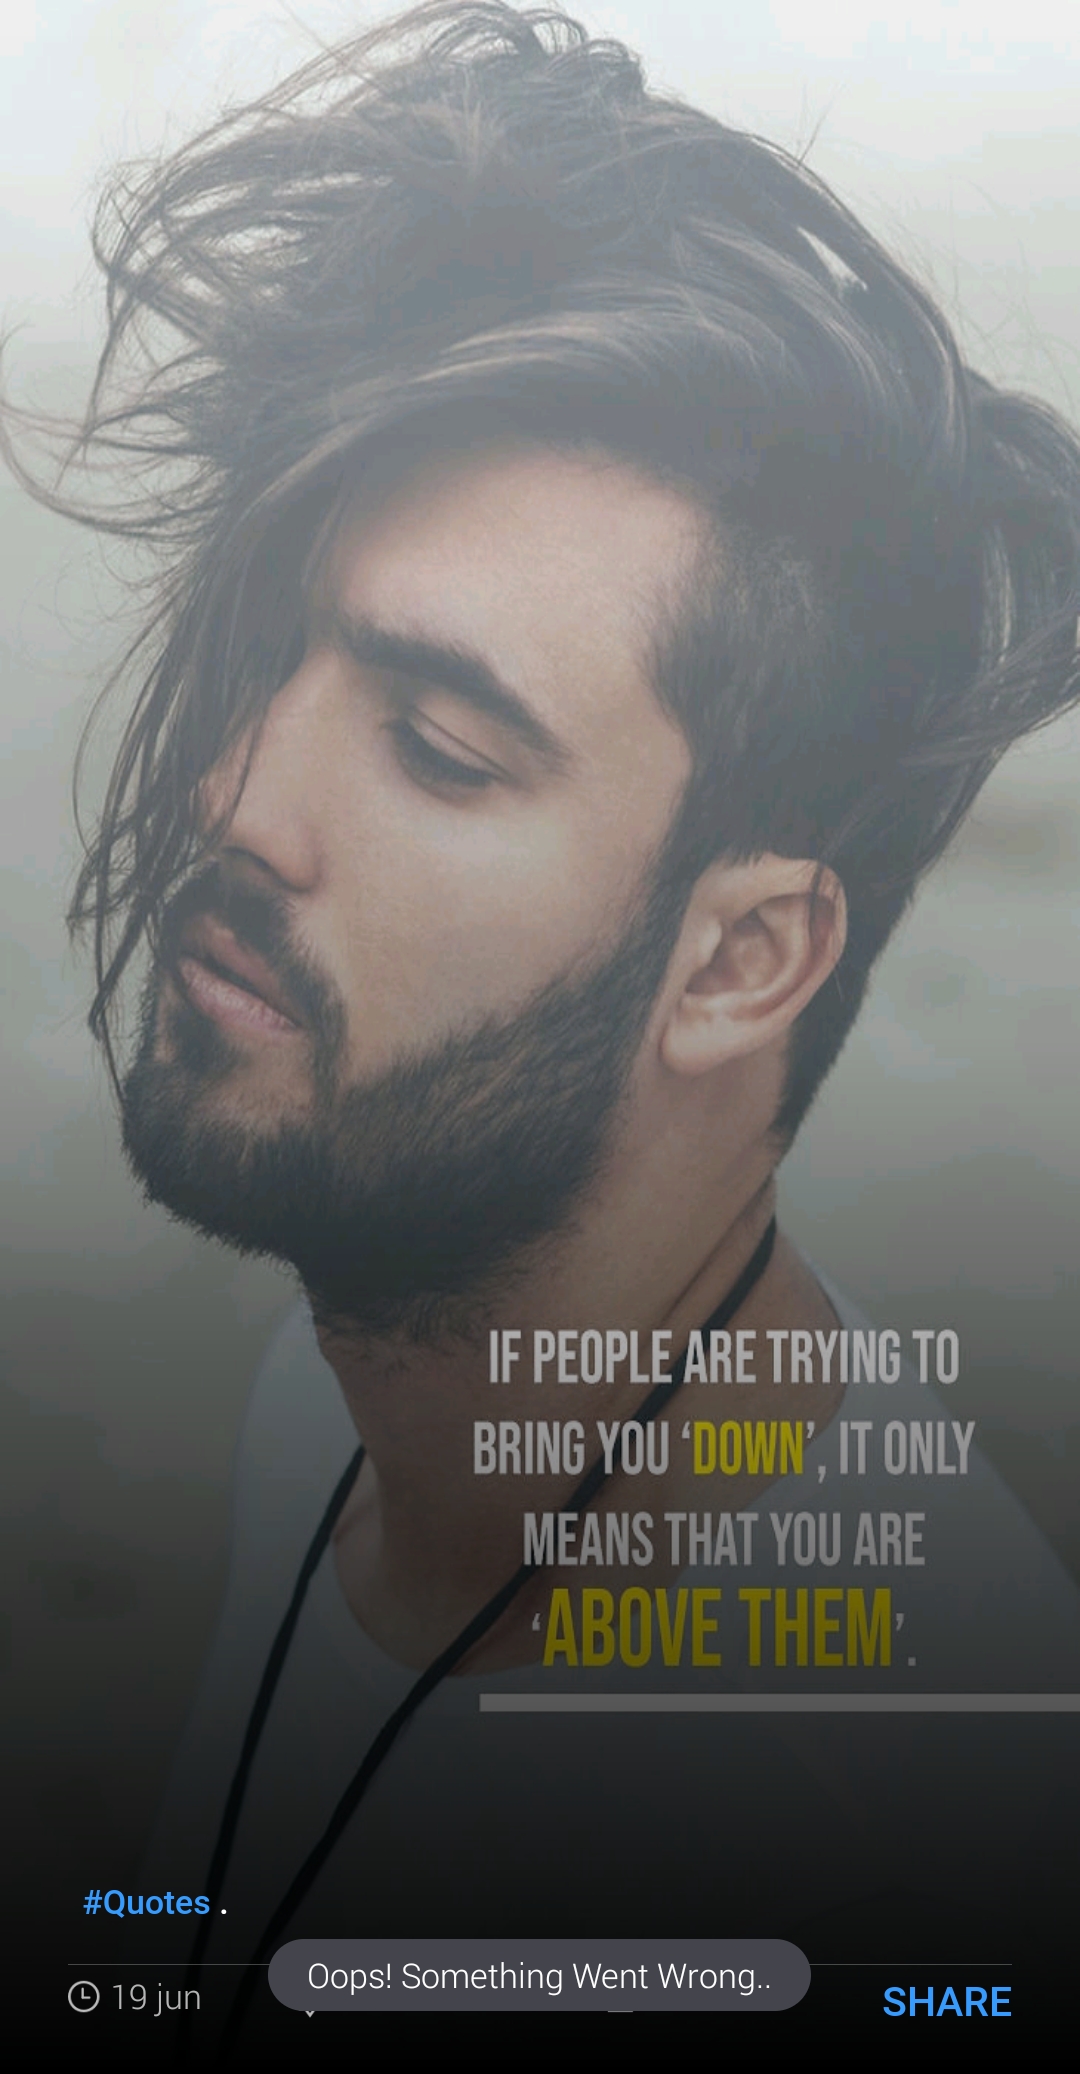 IF PEOPLE ARE TRYING TO
BRING YOU ‘DOWN’, IT ONLY
MEANS THAT YOU ARE
‘ABOVE THEM’.
#Quotes .
Oops! Something Went Wrong..
19 jun
SHARE